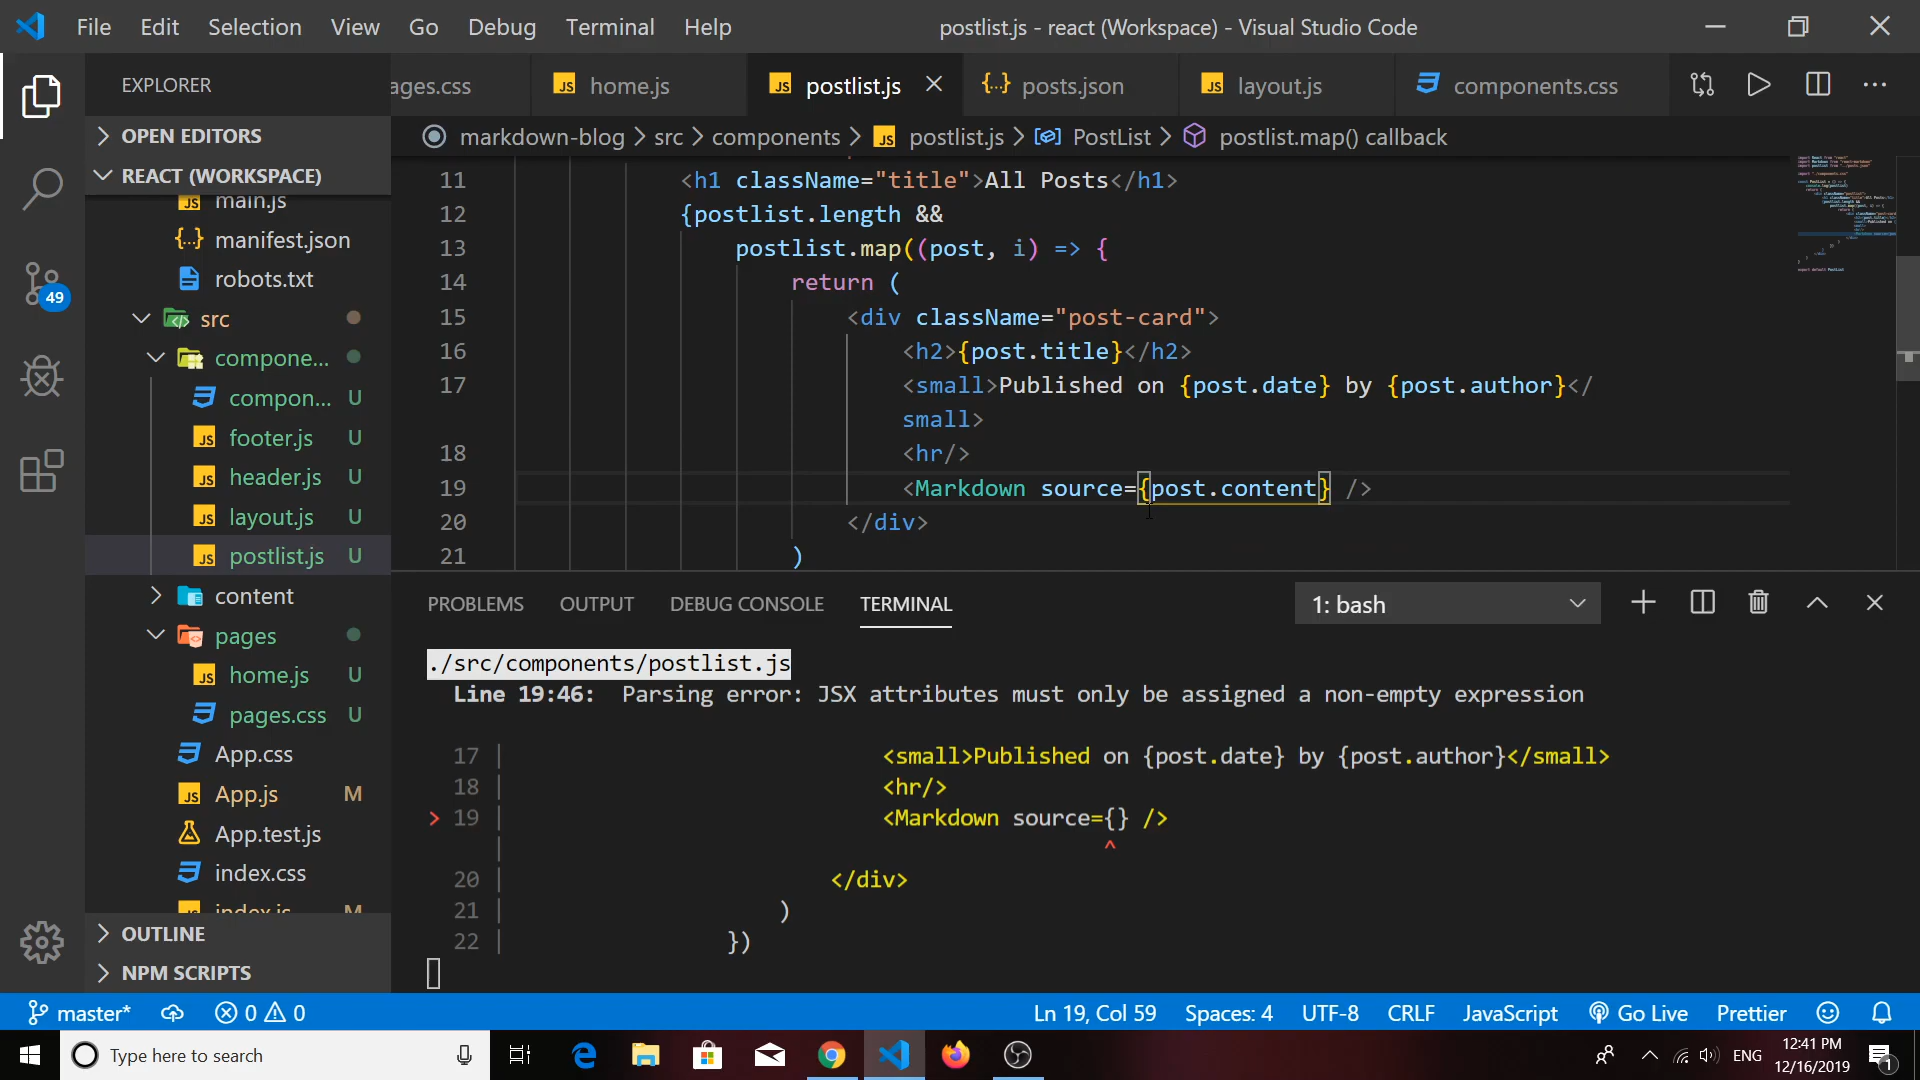 File Edit Selection View Go Debug Terminal Help
postlist.js - react (Workspace) - Visual Studio Code
EXPLORER
ages.css
home.js
postlist.js
posts.json
layout.js
components.css
OPEN EDITORS
markdown-blog > src > components > postlist.js > PostList > postlist.map() callback
REACT (WORKSPACE)
main.js
manifest.json
robots.txt
src
compone...
compon... U
footer.js U
header.js U
layout.js U
postlist.js U
content
pages
home.js U
pages.css U
App.css
App.js M
App.test.js
index.css
index.js M
OUTLINE
NPM SCRIPTS
49
11 <h1 className="title">All Posts</h1>
12 {postlist.length &&
13 postlist.map((post, i) => {
14 return (
15 <div className="post-card">
16 <h2>{post.title}</h2>
17 <small>Published on {post.date} by {post.author}</
small>
18 <hr/>
19 <Markdown source={post.content} />
20 </div>
21 )
PROBLEMS OUTPUT DEBUG CONSOLE TERMINAL
1: bash
./src/components/postlist.js
Line 19:46: Parsing error: JSX attributes must only be assigned a non-empty expression
17 | <small>Published on {post.date} by {post.author}</small>
18 | <hr/>
> 19 | <Markdown source={} />
| ^
20 | </div>
21 | )
22 | })
master* 0 0
Ln 19, Col 59 Spaces: 4 UTF-8 CRLF JavaScript Go Live Prettier
Type here to search
ENG
12:41 PM
12/16/2019
1